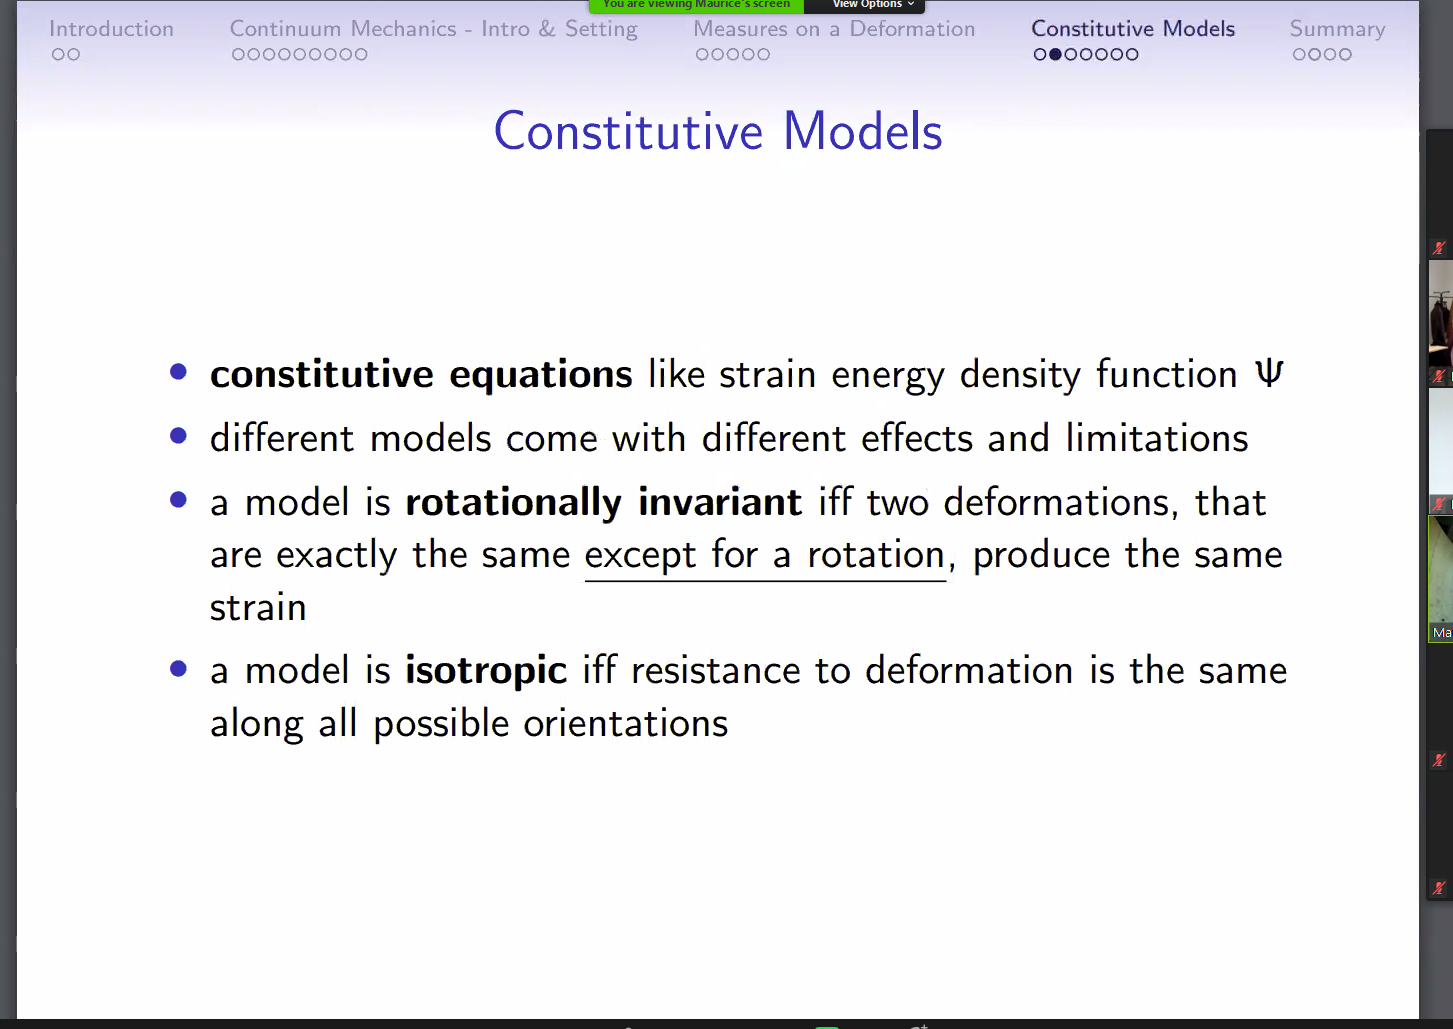 You are viewing Maurice's screen View Options
Introduction Continuum Mechanics - Intro & Setting Measures on a Deformation Constitutive Models Summary
Constitutive Models
constitutive equations like strain energy density function Ψ
different models come with different effects and limitations
a model is rotationally invariant iff two deformations, that
are exactly the same except for a rotation, produce the same
strain
a model is isotropic iff resistance to deformation is the same
along all possible orientations
Ma